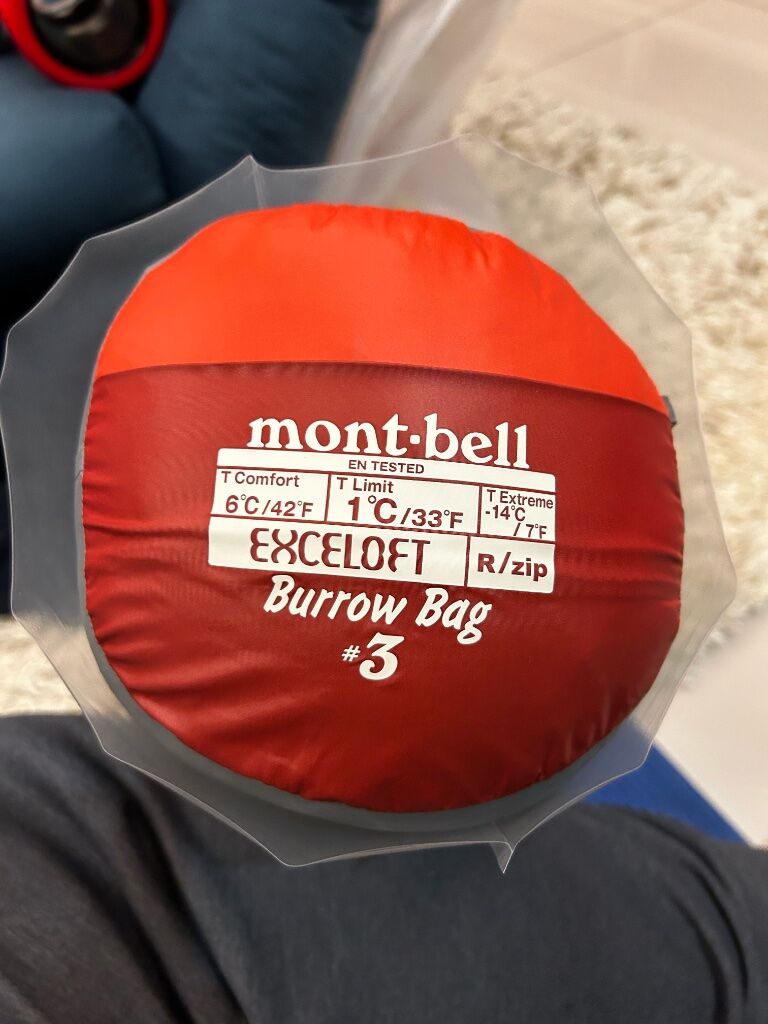 mont·bell
EN TESTED
T Comfort
6°C/42°F
T Limit
1°C/33°F
T Extreme
-14°C
/7°F
EXCELOFT
R/zip
Burrow Bag
#3